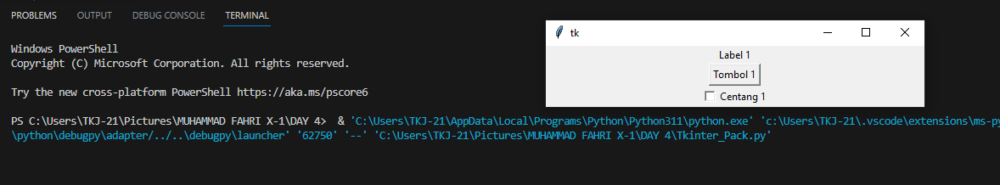 PROBLEMS OUTPUT DEBUG CONSOLE TERMINAL
Windows PowerShell
Copyright (C) Microsoft Corporation. All rights reserved.
Try the new cross-platform PowerShell https://aka.ms/pscore6
PS C:\Users\TKJ-21\Pictures\MUHAMMAD FAHRI X-1\DAY 4> & 'C:\Users\TKJ-21\AppData\Local\Programs\Python\Python311\python.exe' 'c:\Users\TKJ-21\.vscode\extensions\ms-py
\python\debugpy\adapter/../..\debugpy\launcher' '62750' '--' 'C:\Users\TKJ-21\Pictures\MUHAMMAD FAHRI X-1\DAY 4\Tkinter_Pack.py'
tk
Label 1
Tombol 1
Centang 1